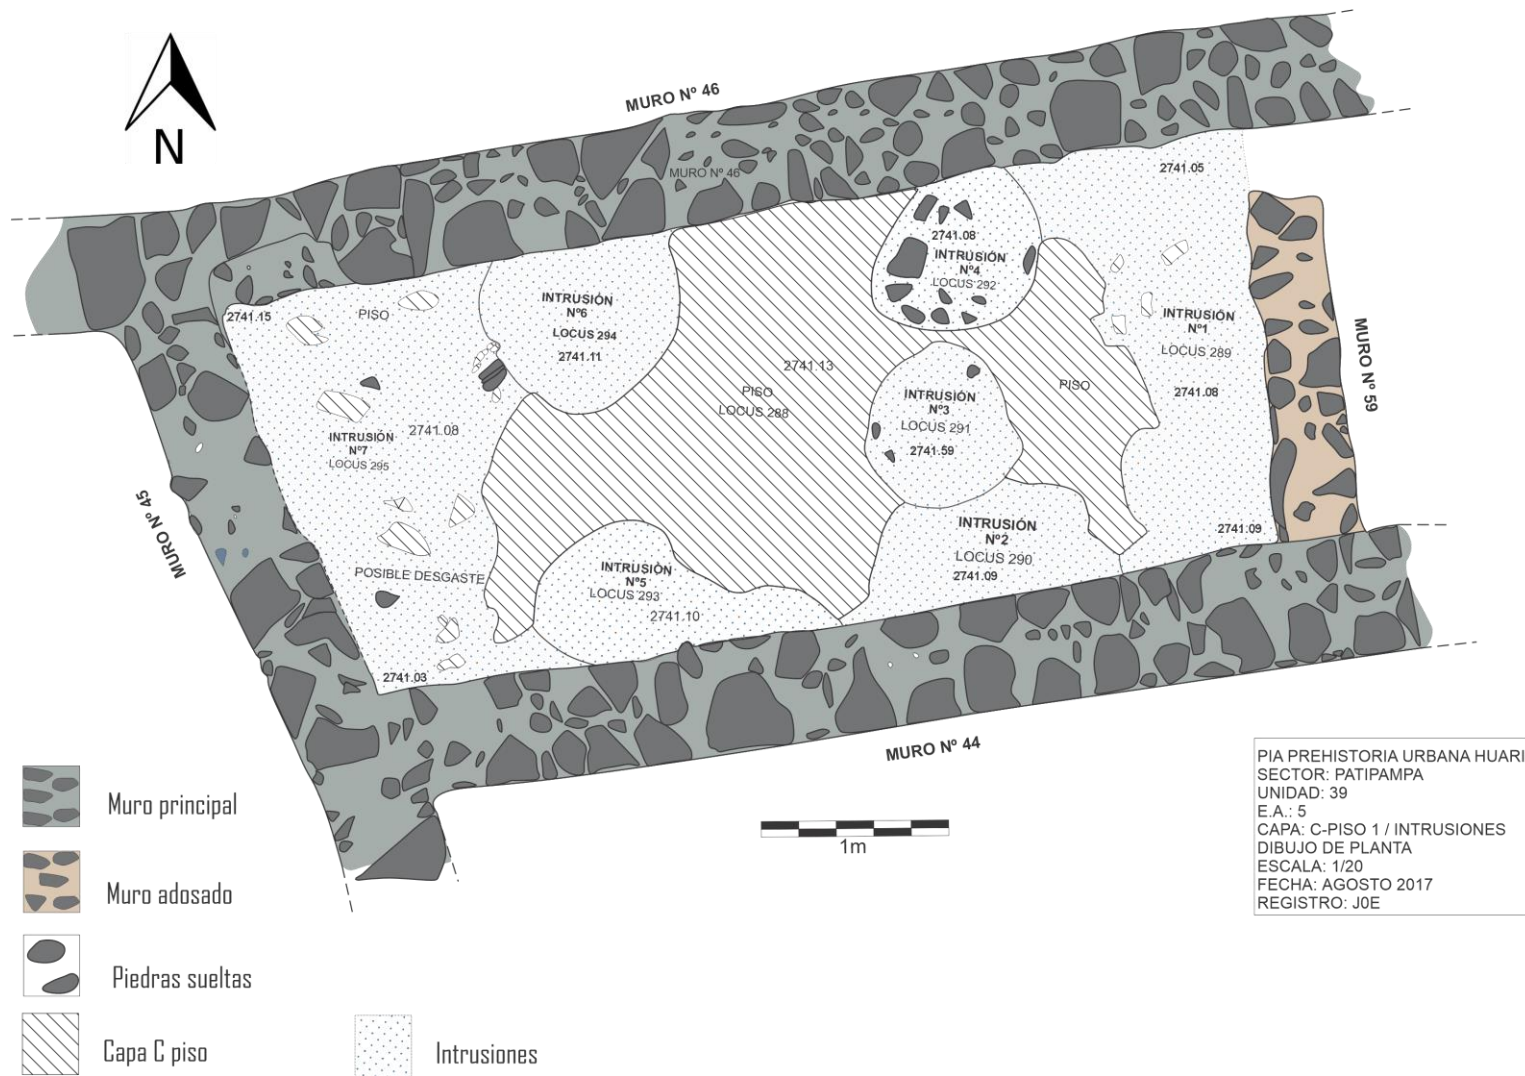 MURO Nº 46
N
MURO Nº 46
2741.05
2741.08
INTRUSIÓN
Nº4
LOCUS 292
2741.15
PISO
INTRUSIÓN
Nº6
LOCUS 294
2741.11
INTRUSIÓN
Nº1
LOCUS 289
2741.08
MURO Nº 59
2741.13
PISO
LOCUS 288
PISO
INTRUSIÓN
Nº3
LOCUS 291
2741.59
2741.08
INTRUSIÓN
Nº7
LOCUS 295
MURO Nº 45
2741.09
INTRUSIÓN
Nº2
LOCUS 290
2741.09
POSIBLE DESGASTE
INTRUSIÓN
Nº5
LOCUS 293
2741.10
2741.03
MURO Nº 44
1m
Muro principal
Muro adosado
Piedras sueltas
Capa C piso
Intrusiones
PIA PREHISTORIA URBANA HUARI
SECTOR: PATIPAMPA
UNIDAD: 39
E.A.: 5
CAPA: C-PISO 1 / INTRUSIONES
DIBUJO DE PLANTA
ESCALA: 1/20
FECHA: AGOSTO 2017
REGISTRO: J0E